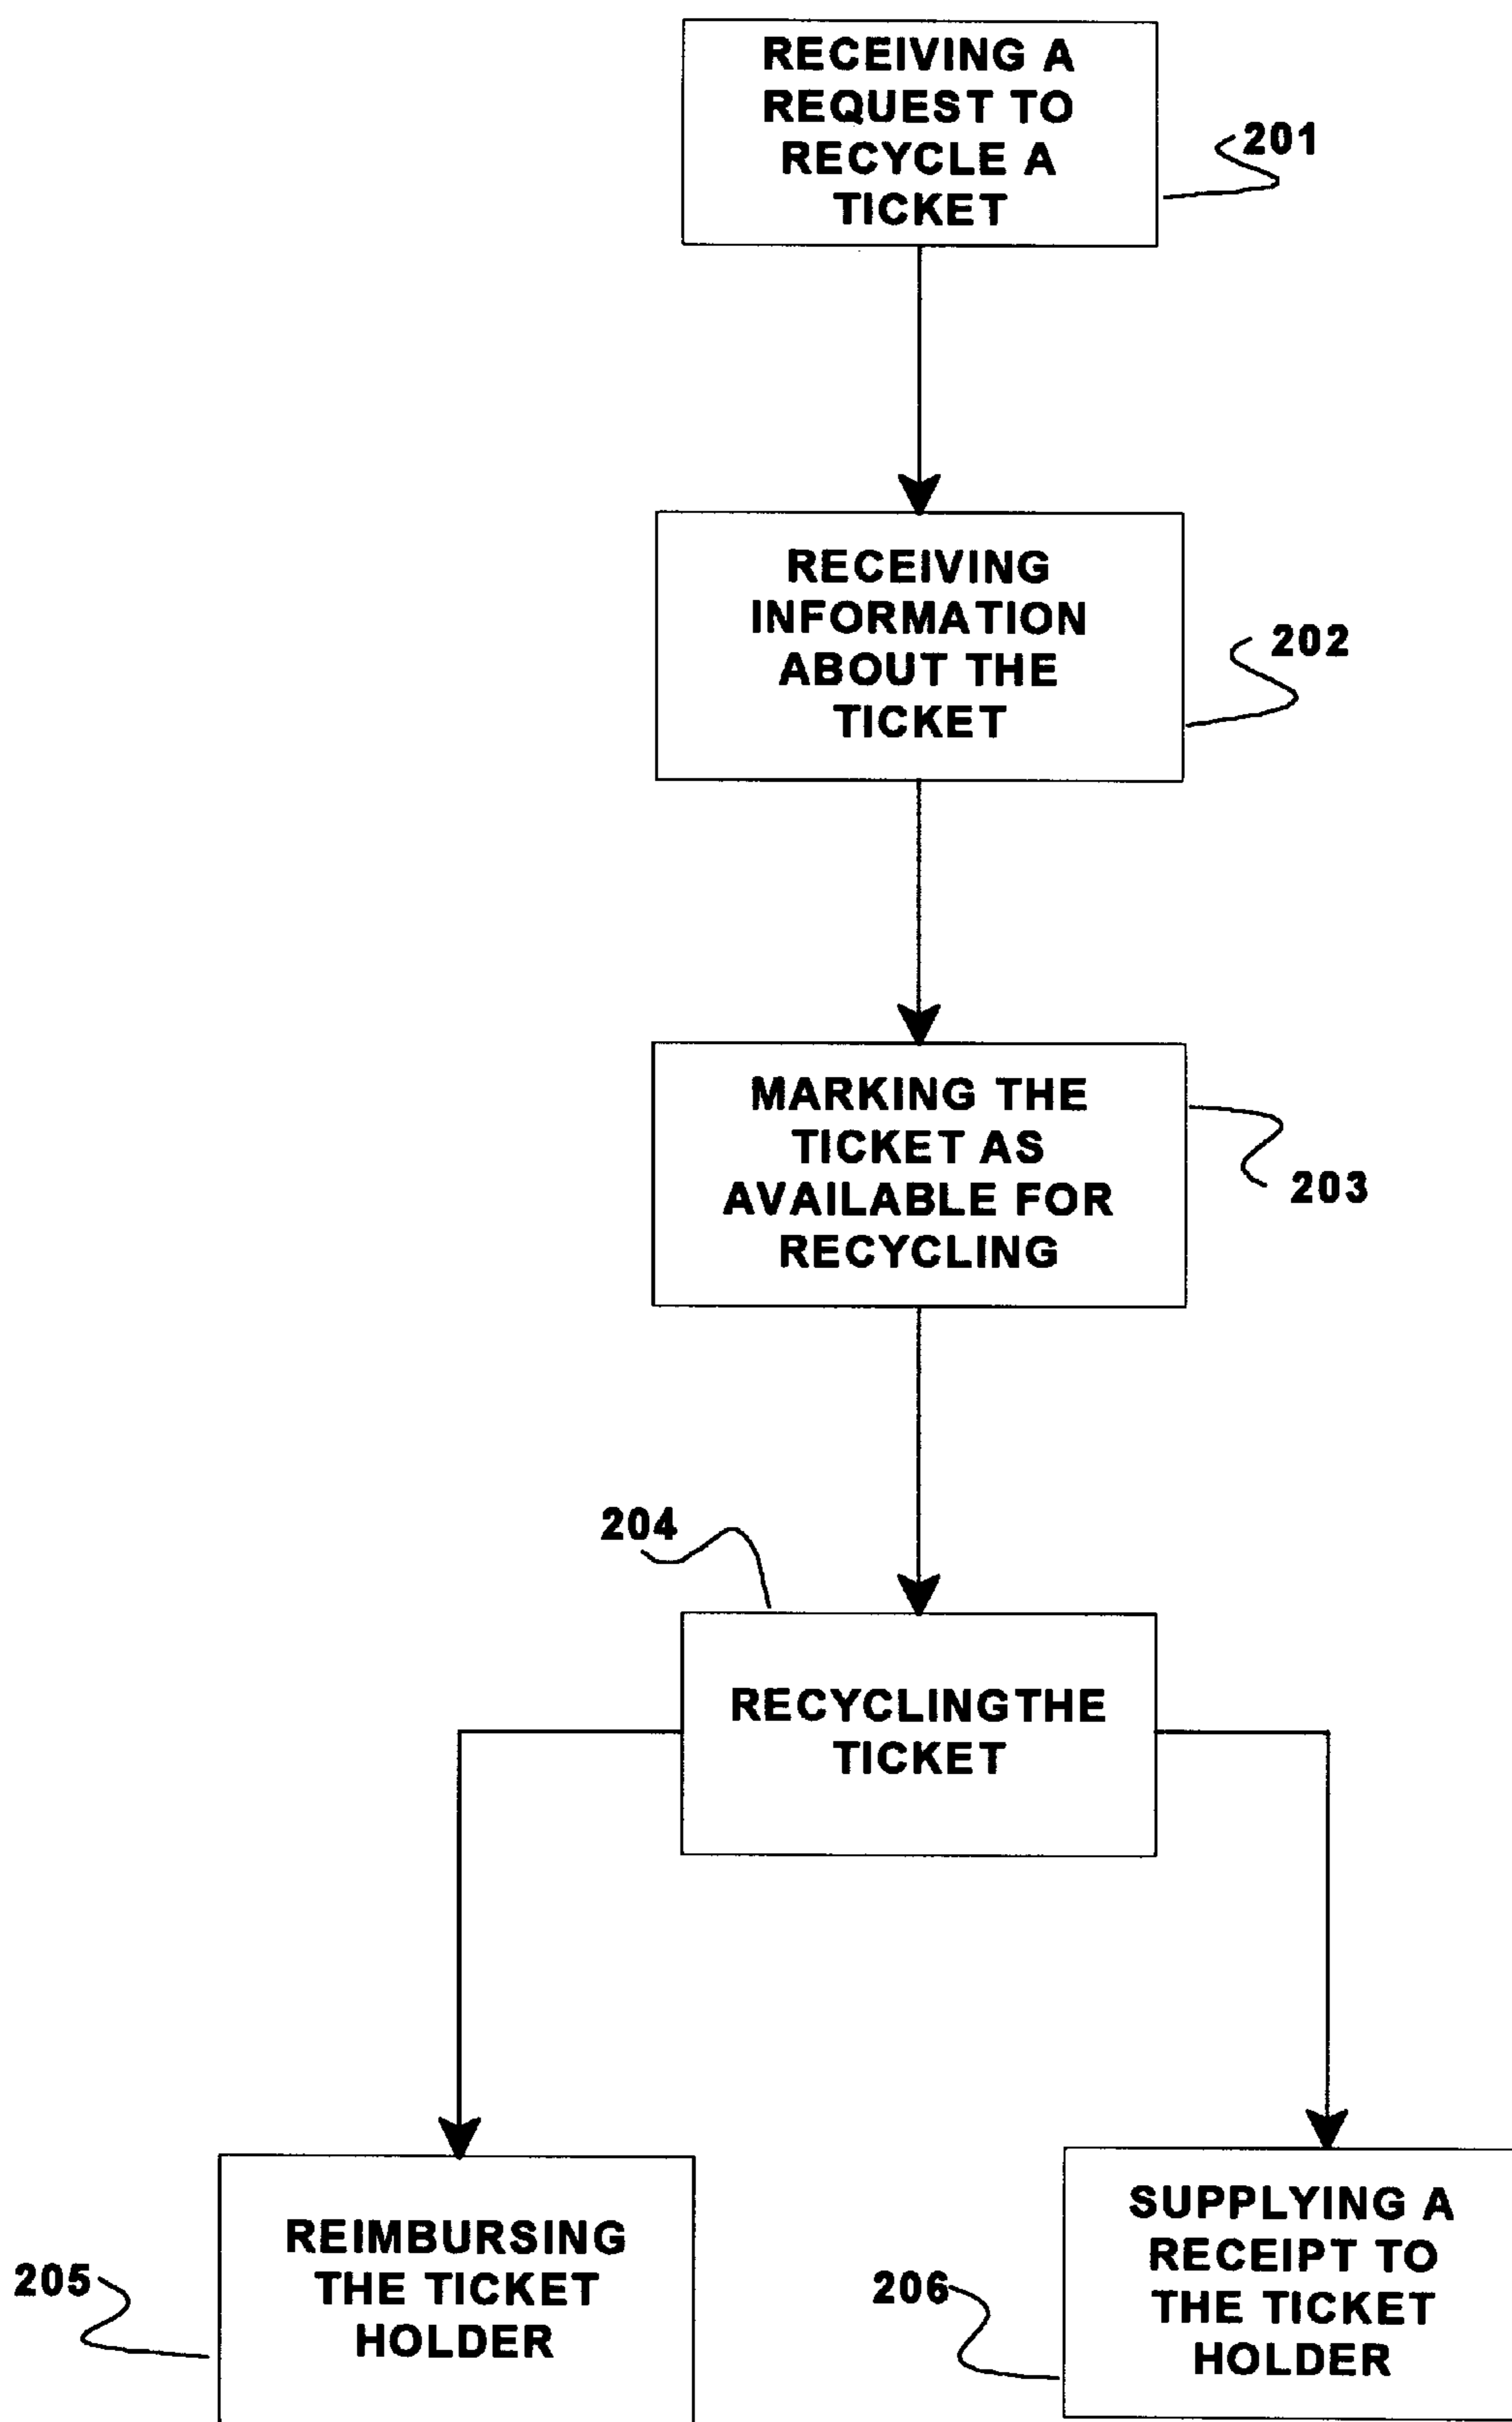 RECEIVING A
REQUEST TO
RECYCLE A
TICKET
201
RECEIVING
INFORMATION
ABOUT THE
TICKET
202
MARKING THE
TICKET AS
AVAILABLE FOR
RECYCLING
203
204
RECYCLINGTHE
TICKET
REIMBURSING
THE TICKET
HOLDER
205
SUPPLYING A
RECEIPT TO
THE TICKET
HOLDER
206